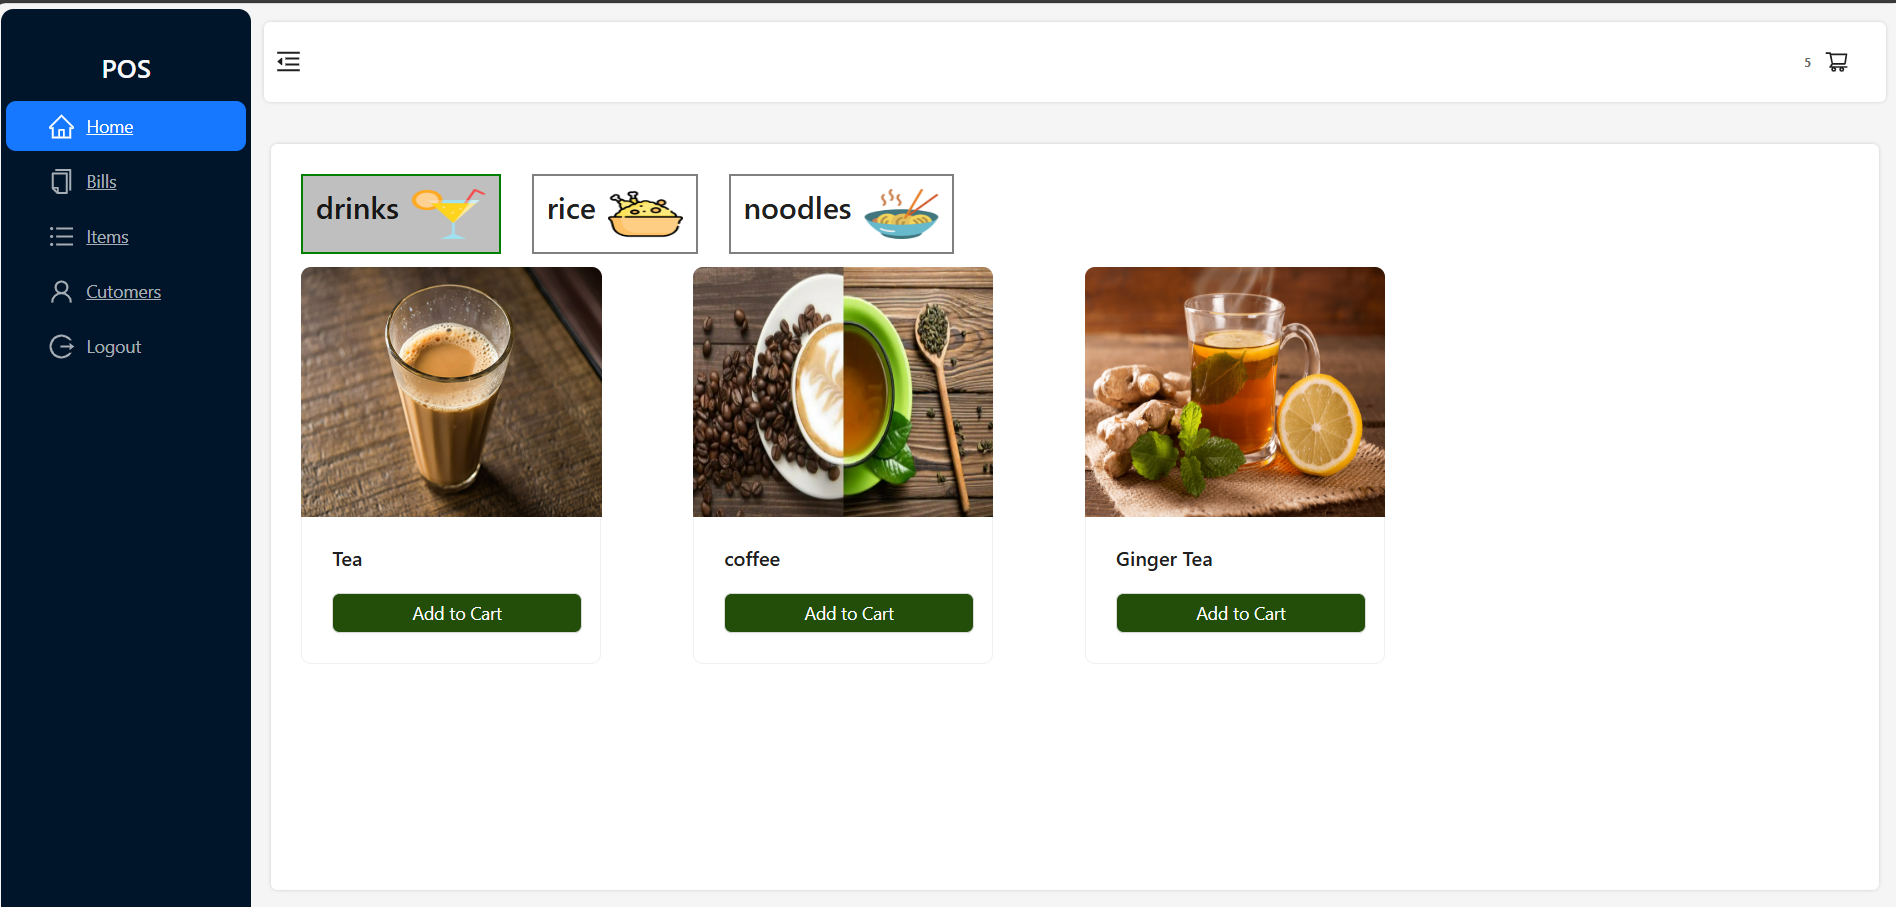 POS
Home
Bills
Items
Cutomers
Logout
5
drinks
rice
noodles
Tea
Add to Cart
coffee
Add to Cart
Ginger Tea
Add to Cart